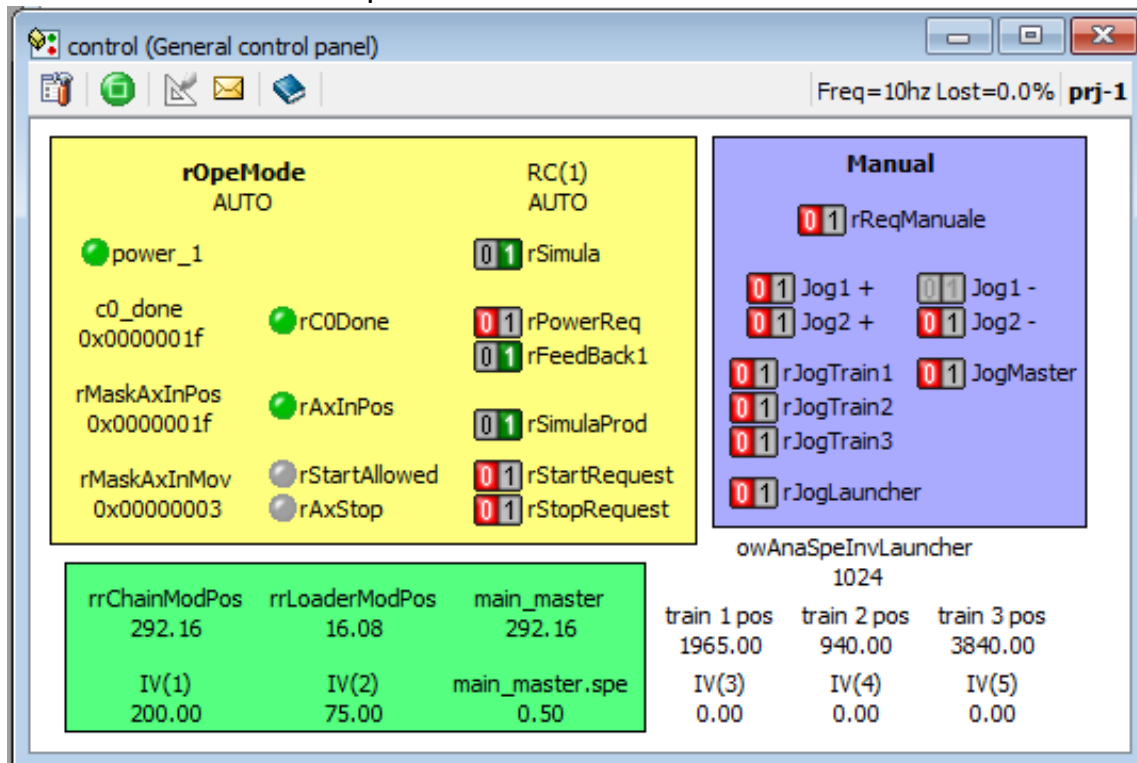 control (General control panel)
Freq=10hz Lost=0.0% prj-1
rOpeMode
AUTO
RC(1)
AUTO
power_1
0 1 rSimula
c0_done
0x0000001f
rC0Done
0 1 rPowerReq
0 1 rFeedBack1
rMaskAxInPos
0x0000001f
rAxInPos
0 1 rSimulaProd
rMaskAxInMov
0x00000003
rStartAllowed
rAxStop
0 1 rStartRequest
0 1 rStopRequest
Manual
0 1 rReqManuale
0 1 Jog1 +
0 1 Jog1 -
0 1 Jog2 +
0 1 Jog2 -
0 1 rJogTrain1
0 1 JogMaster
0 1 rJogTrain2
0 1 rJogTrain3
0 1 rJogLauncher
owAnaSpeInvLauncher
1024
rrChainModPos
292.16
rrLoaderModPos
16.08
main_master
292.16
IV(1)
200.00
IV(2)
75.00
main_master.spe
0.50
train 1 pos
1965.00
train 2 pos
940.00
train 3 pos
3840.00
IV(3)
0.00
IV(4)
0.00
IV(5)
0.00